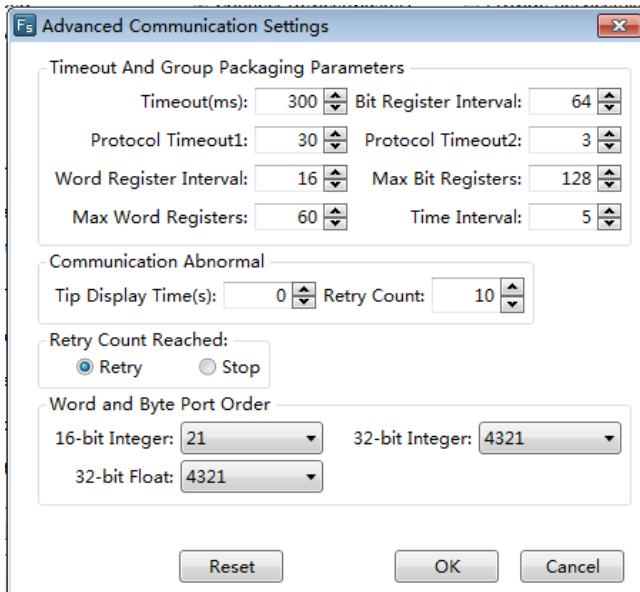 Fs Advanced Communication Settings
Timeout And Group Packaging Parameters
Timeout(ms): 300 Bit Register Interval: 64
Protocol Timeout1: 30 Protocol Timeout2: 3
Word Register Interval: 16 Max Bit Registers: 128
Max Word Registers: 60 Time Interval: 5
Communication Abnormal
Tip Display Time(s): 0 Retry Count: 10
Retry Count Reached:
Retry Stop
Word and Byte Port Order
16-bit Integer: 21 32-bit Integer: 4321
32-bit Float: 4321
Reset OK Cancel